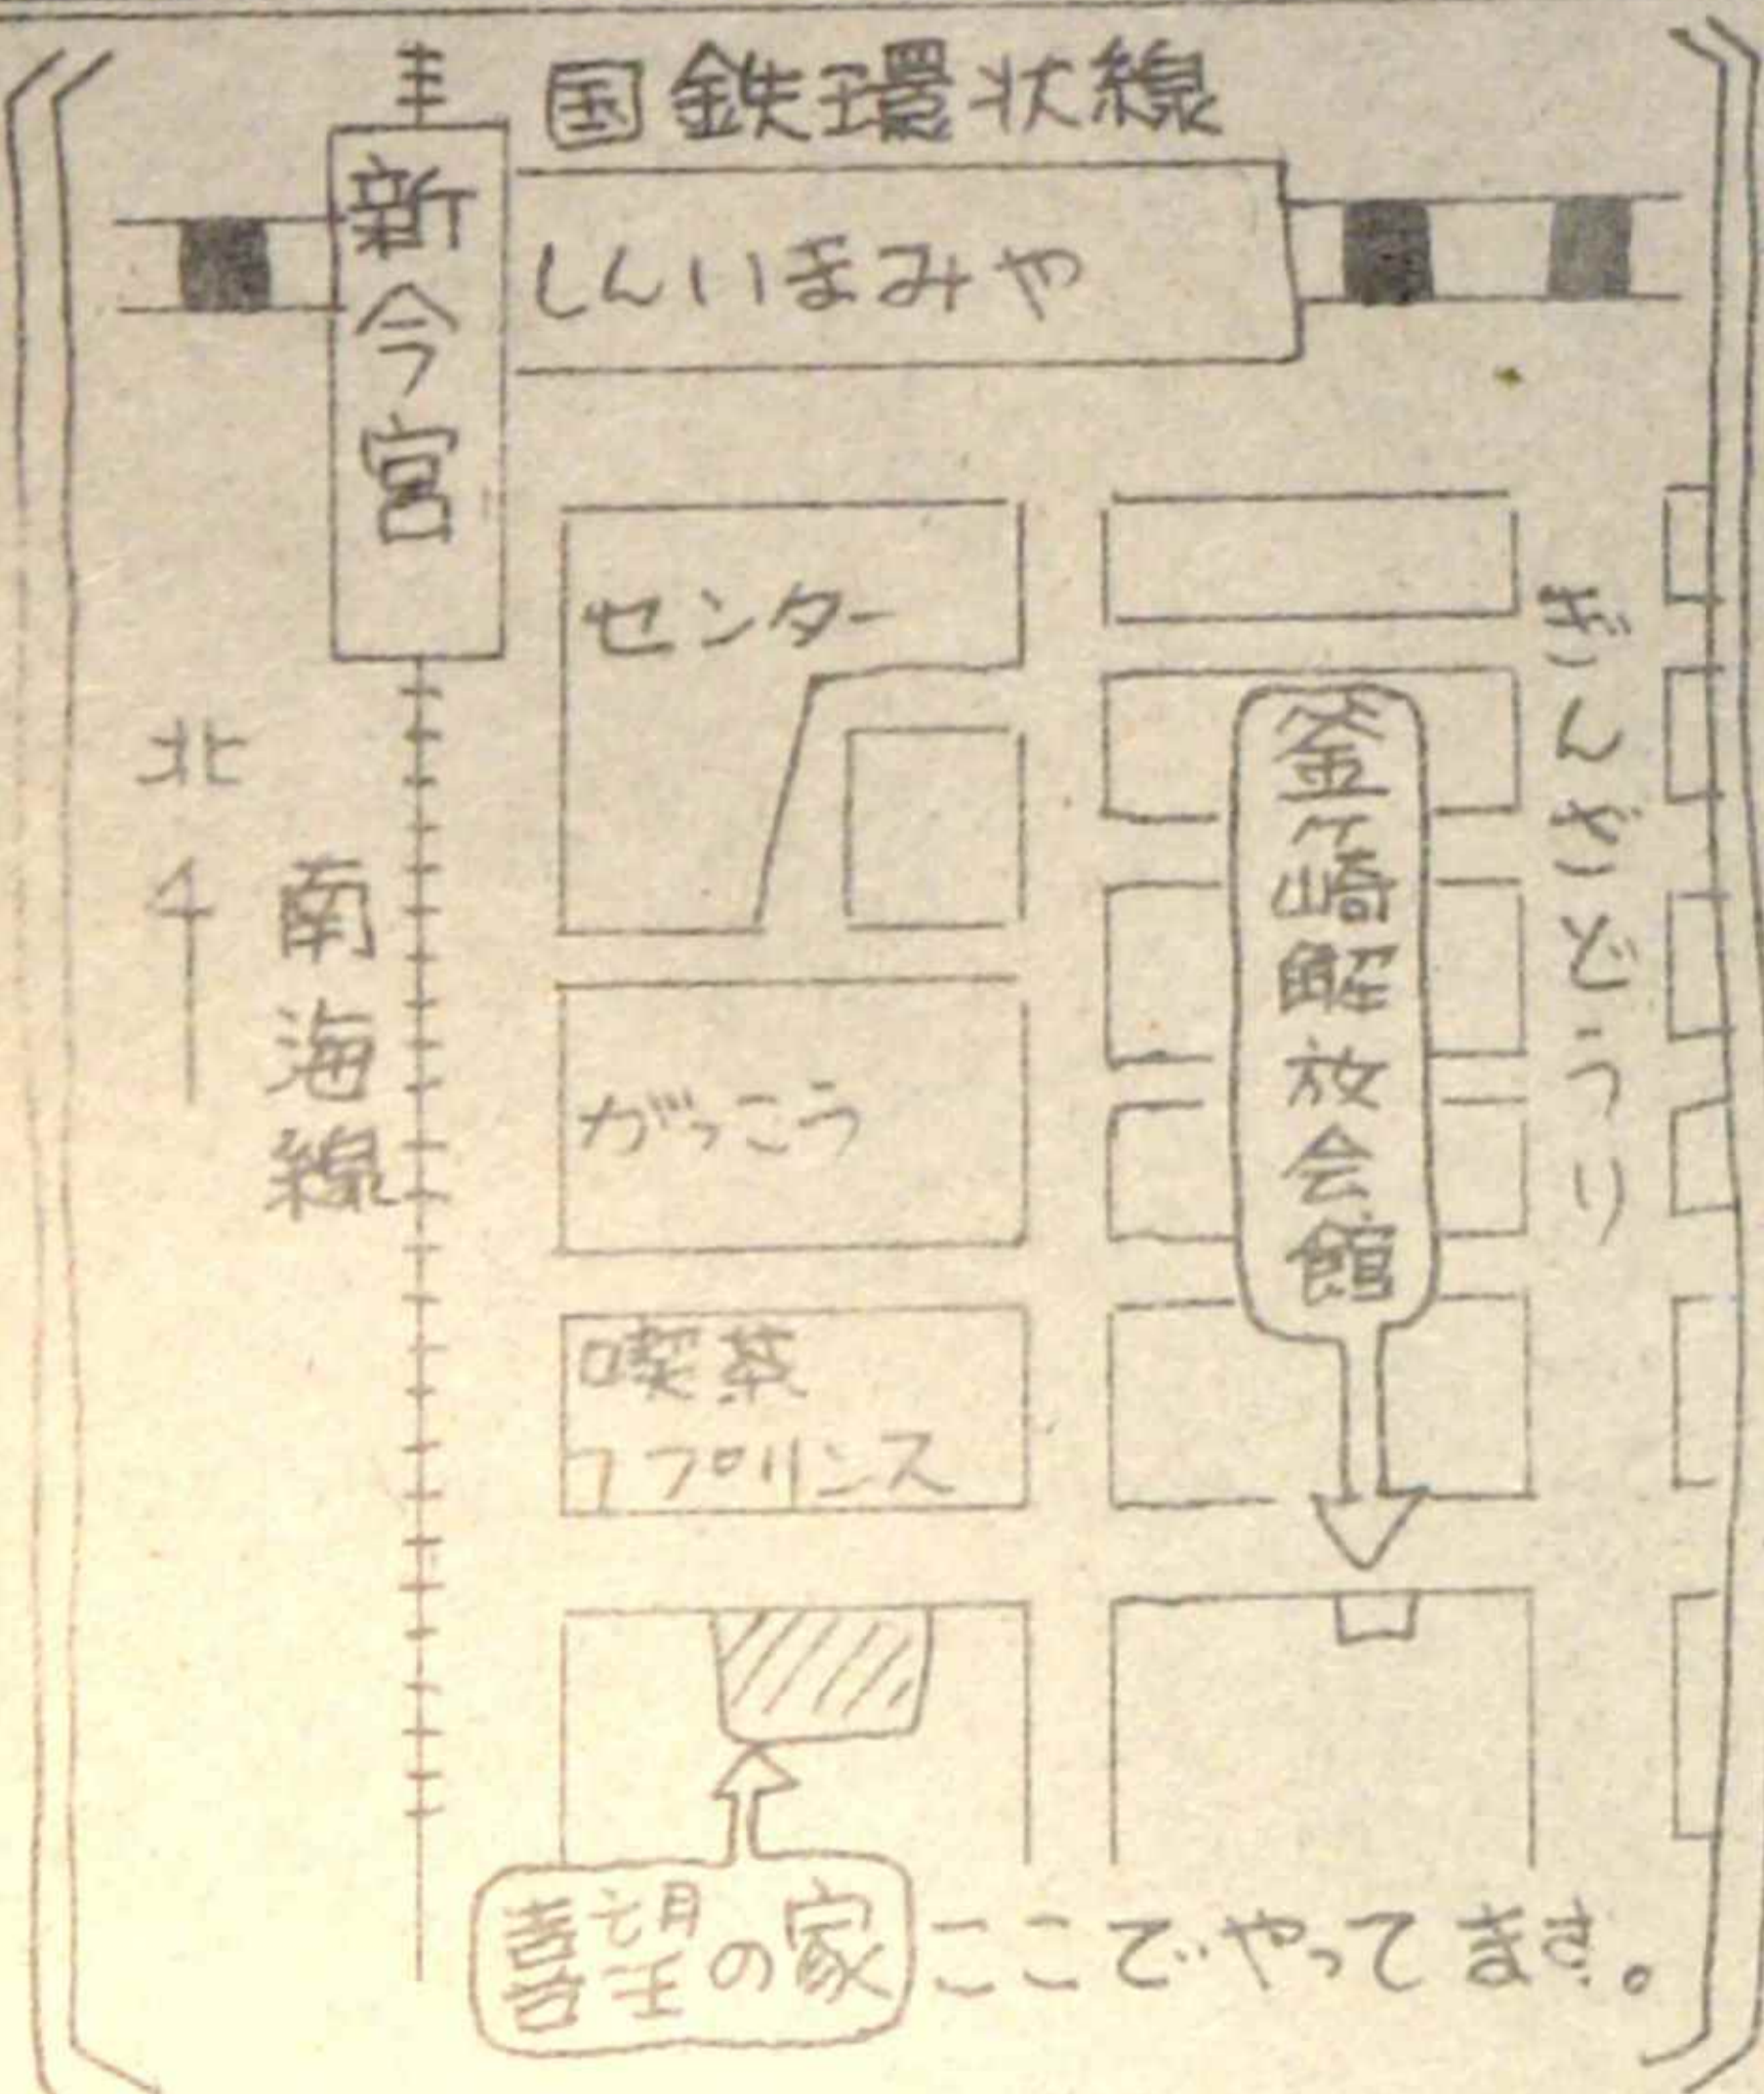 国鉄環状線
新今宮
しんいまみや
センター
ぎんざどうり
釜ヶ崎解放会館
北
南海線
がっこう
喫茶
プリンス
喜望の家
ここでやってまさ。